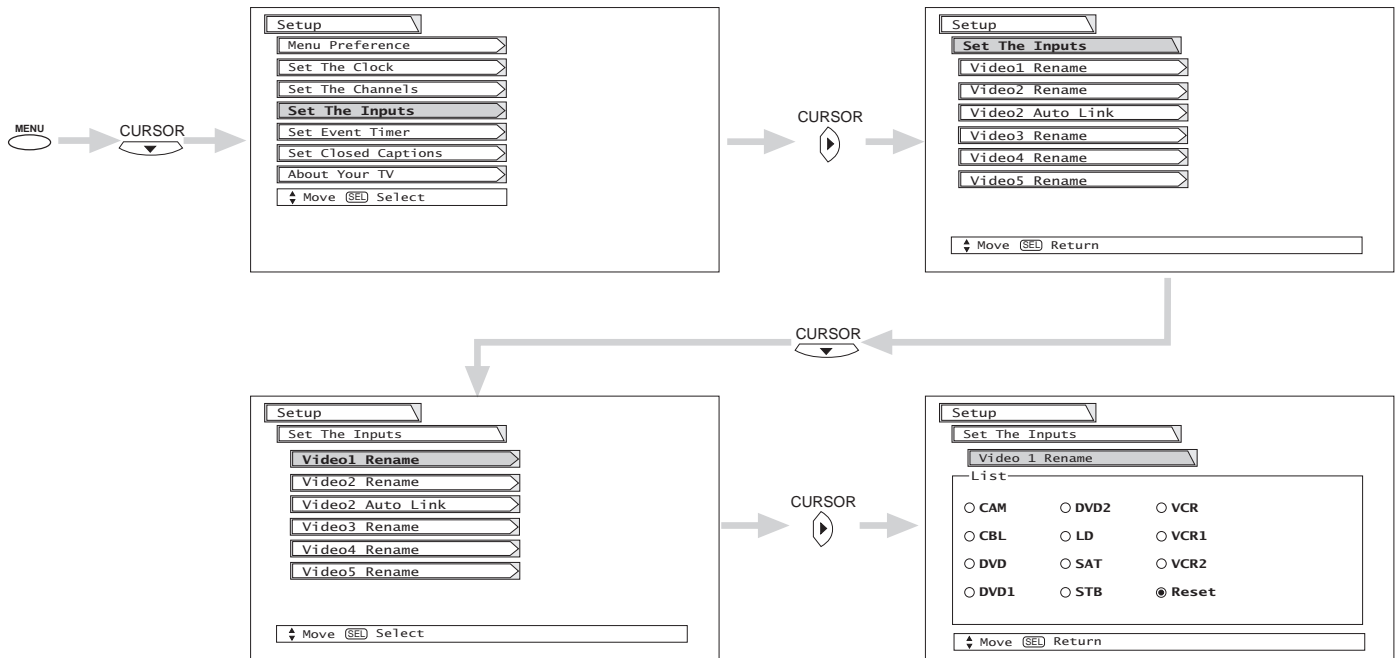 MENU
CURSOR
Setup
Menu Preference
Set The Clock
Set The Channels
Set The Inputs
Set Event Timer
Set Closed Captions
About Your TV
Move SEL Select
CURSOR
Setup
Set The Inputs
Video1 Rename
Video2 Rename
Video2 Auto Link
Video3 Rename
Video4 Rename
Video5 Rename
Move SEL Return
CURSOR
Setup
Set The Inputs
Video1 Rename
Video2 Rename
Video2 Auto Link
Video3 Rename
Video4 Rename
Video5 Rename
Move SEL Select
CURSOR
Setup
Set The Inputs
Video 1 Rename
List
CAM DVD2 VCR
CBL LD VCR1
DVD SAT VCR2
DVD1 STB Reset
Move SEL Return